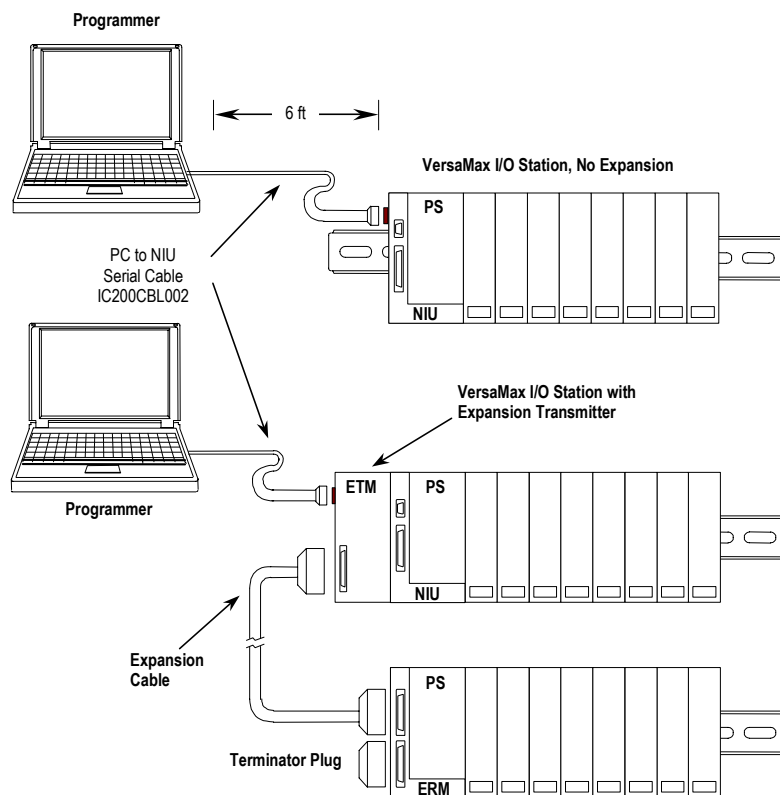 Programmer
6 ft
VersaMax I/O Station, No Expansion
PS
NIU
PC to NIU
Serial Cable
IC200CBL002
VersaMax I/O Station with
Expansion Transmitter
Programmer
ETM
PS
NIU
Expansion
Cable
PS
Terminator Plug
ERM